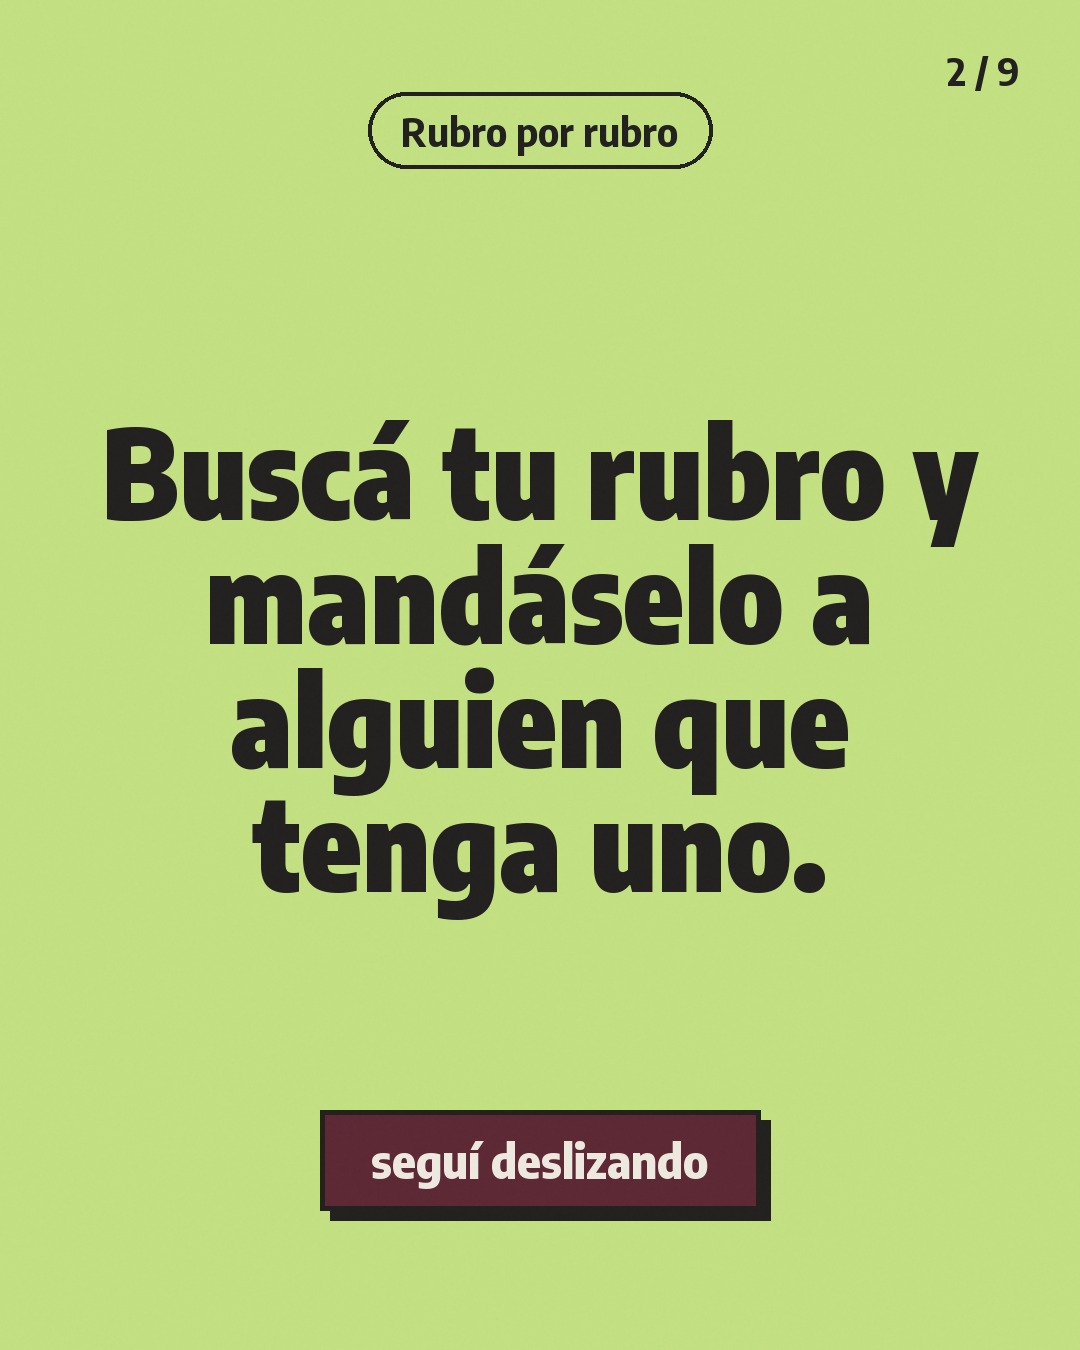 2 / 9
Rubro por rubro
Buscá tu rubro y
mandáselo a
alguien que
tenga uno.
seguí deslizando